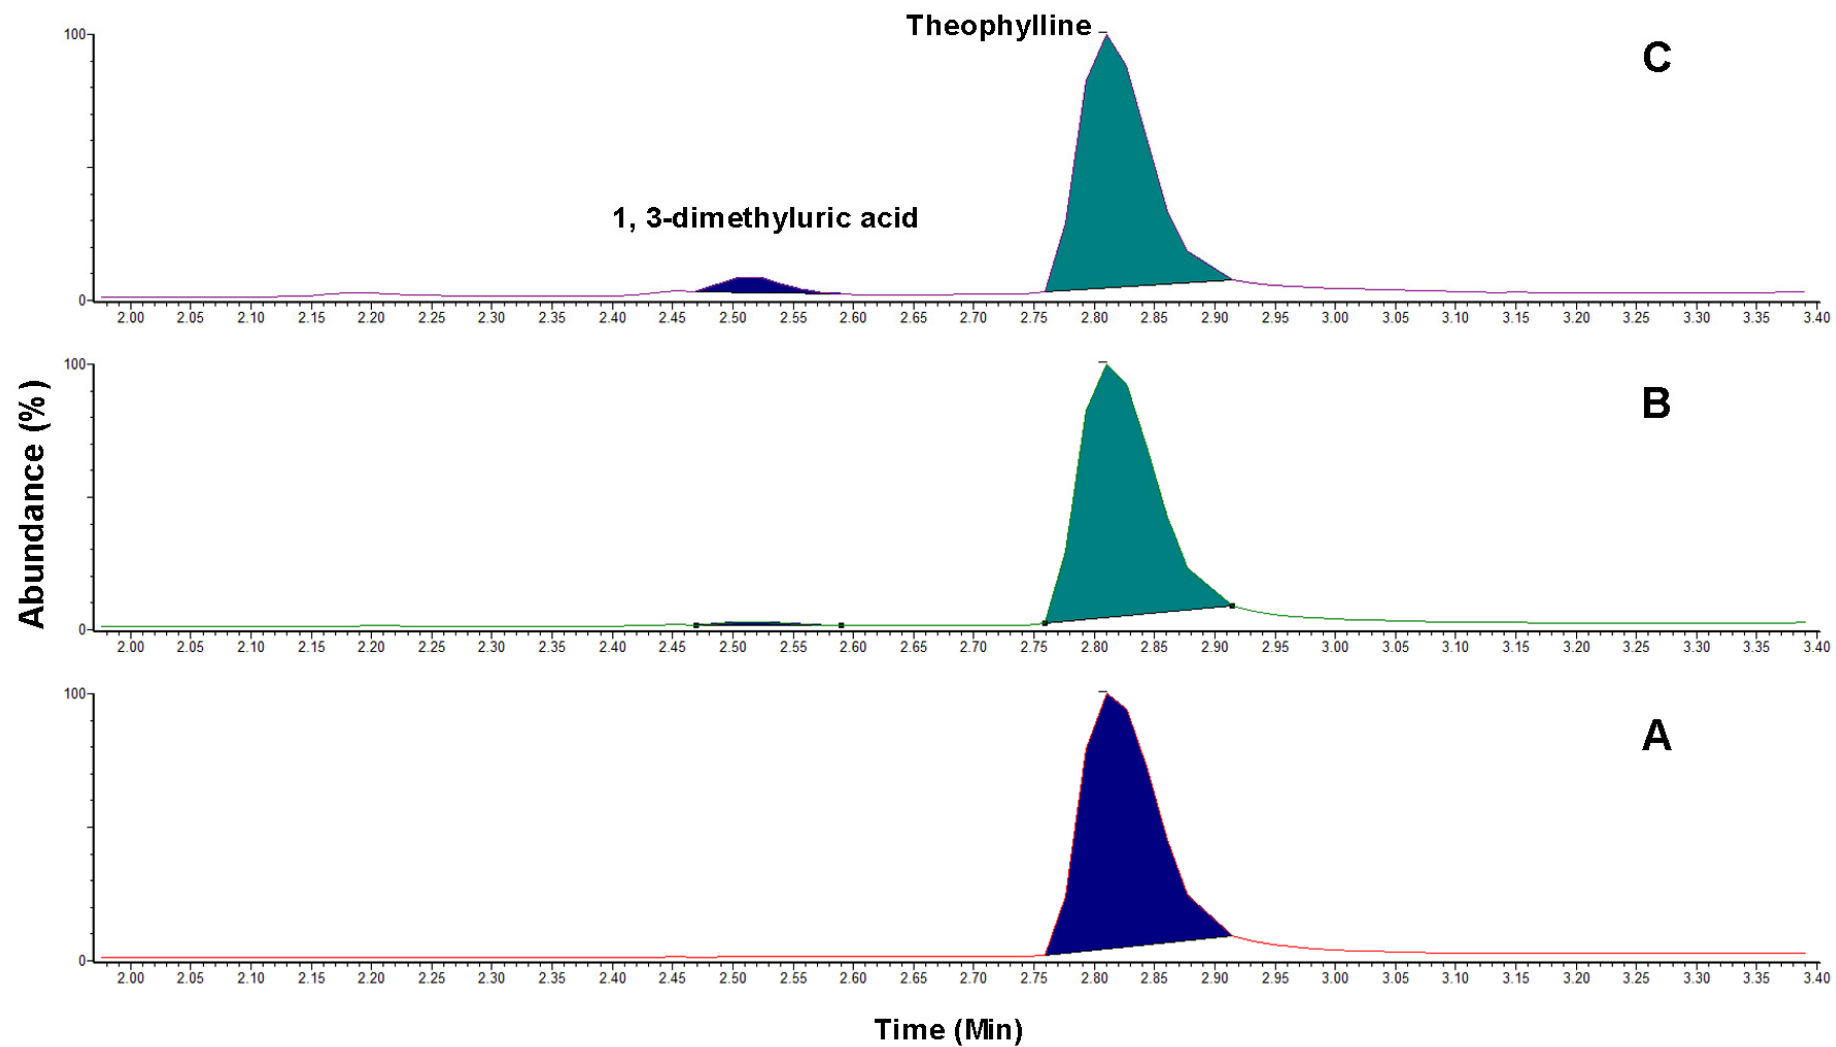 Theophylline
C
100
1, 3-dimethyluric acid
0
2.00 2.05 2.10 2.15 2.20 2.25 2.30 2.35 2.40 2.45 2.50 2.55 2.60 2.65 2.70 2.75 2.80 2.85 2.90 2.95 3.00 3.05 3.10 3.15 3.20 3.25 3.30 3.35 3.40
100
B
Abundance (%)
0
2.00 2.05 2.10 2.15 2.20 2.25 2.30 2.35 2.40 2.45 2.50 2.55 2.60 2.65 2.70 2.75 2.80 2.85 2.90 2.95 3.00 3.05 3.10 3.15 3.20 3.25 3.30 3.35 3.40
100
A
0
2.00 2.05 2.10 2.15 2.20 2.25 2.30 2.35 2.40 2.45 2.50 2.55 2.60 2.65 2.70 2.75 2.80 2.85 2.90 2.95 3.00 3.05 3.10 3.15 3.20 3.25 3.30 3.35 3.40
Time (Min)